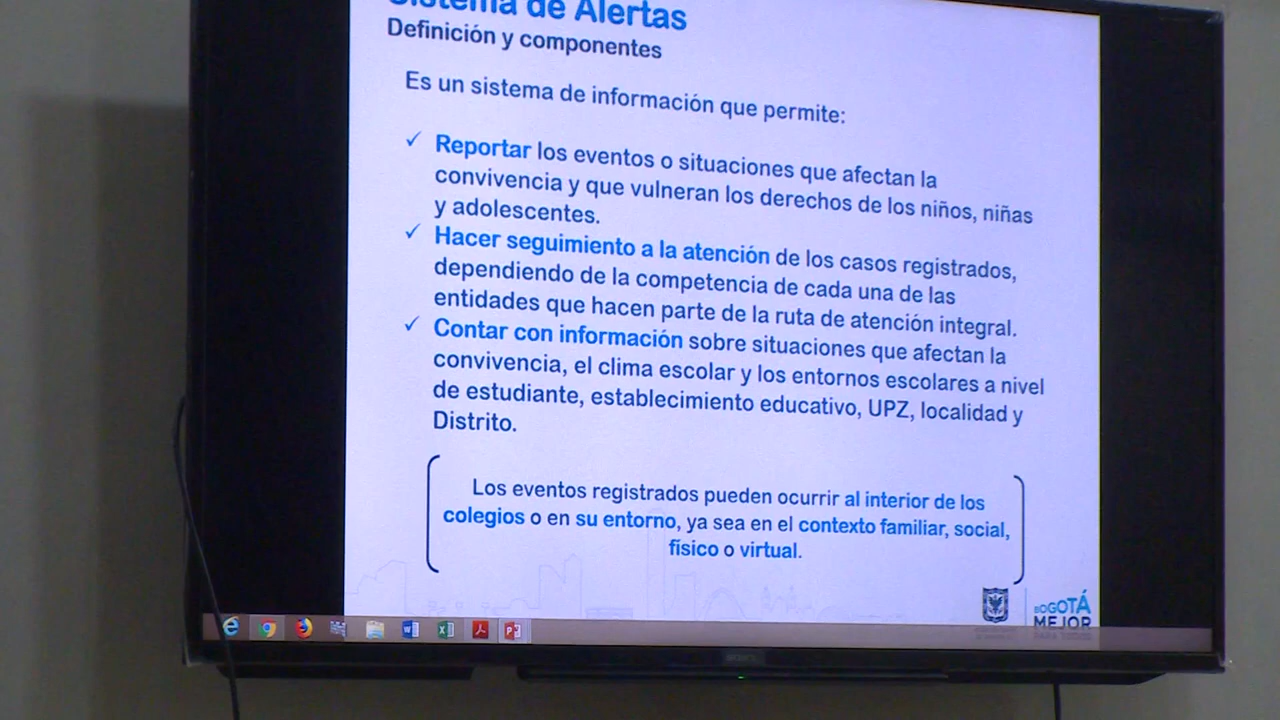 Sistema de Alertas
Definición y componentes
Es un sistema de información que permite:
✓ Reportar los eventos o situaciones que afectan la
convivencia y que vulneran los derechos de los niños, niñas
y adolescentes.
✓ Hacer seguimiento a la atención de los casos registrados,
dependiendo de la competencia de cada una de las
entidades que hacen parte de la ruta de atención integral.
✓ Contar con información sobre situaciones que afectan la
convivencia, el clima escolar y los entornos escolares a nivel
de estudiante, establecimiento educativo, UPZ, localidad y
Distrito.
Los eventos registrados pueden ocurrir al interior de los
colegios o en su entorno, ya sea en el contexto familiar, social,
físico o virtual.
BOGOTÁ
MEJOR
PARA TODOS
SONY